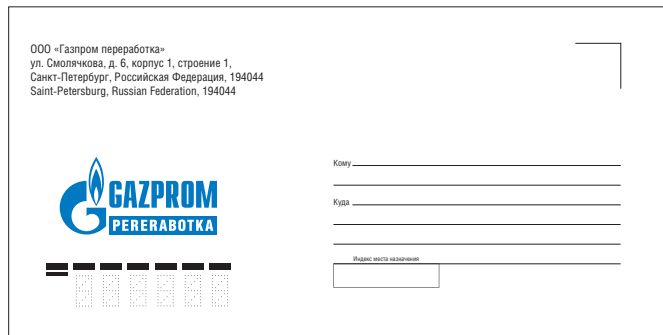 ООО «Газпром переработка»
ул. Смолячкова, д. 6, корпус 1, строение 1,
Санкт-Петербург, Российская Федерация, 194044
Saint-Petersburg, Russian Federation, 194044
Кому
Куда
GAZPROM
PERERABOTKA
Индекс места назначения